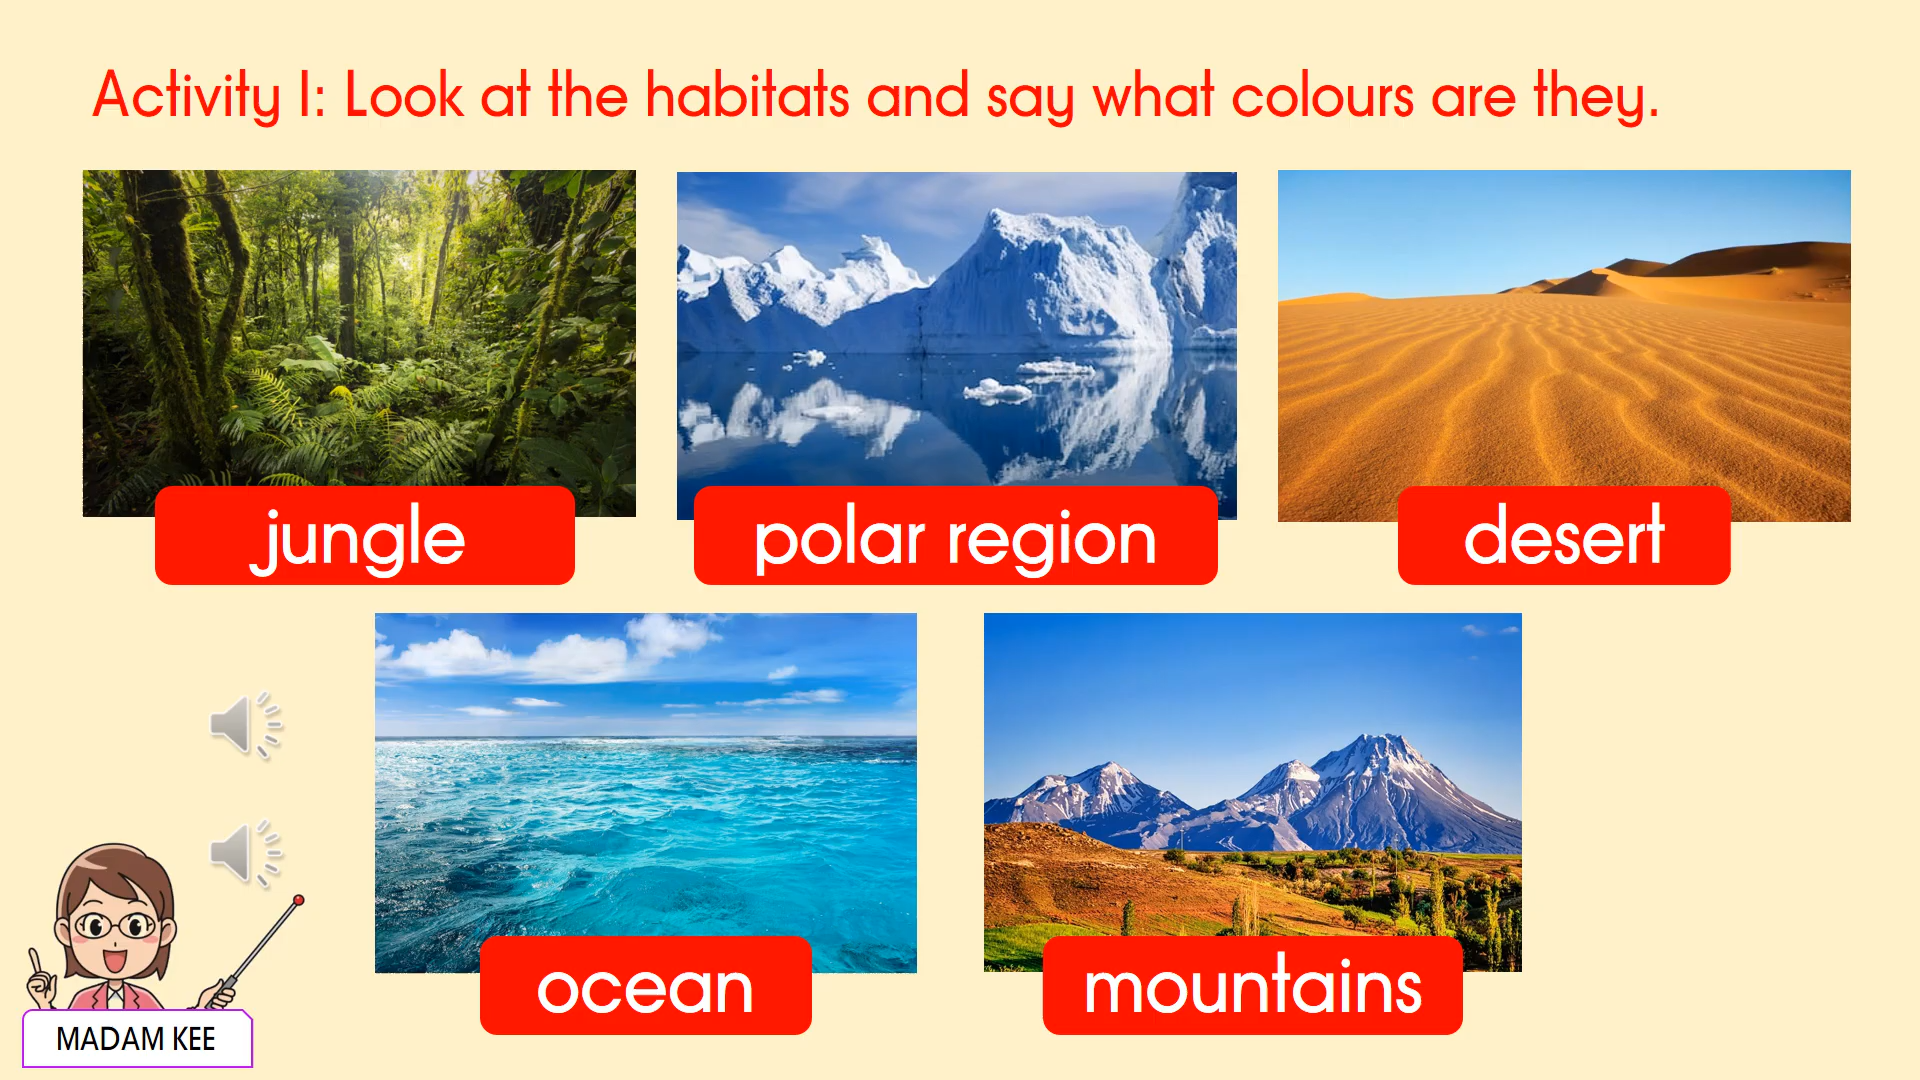 Activity 1: Look at the habitats and say what colours are they.
jungle
polar region
desert
ocean
mountains
MADAM KEE